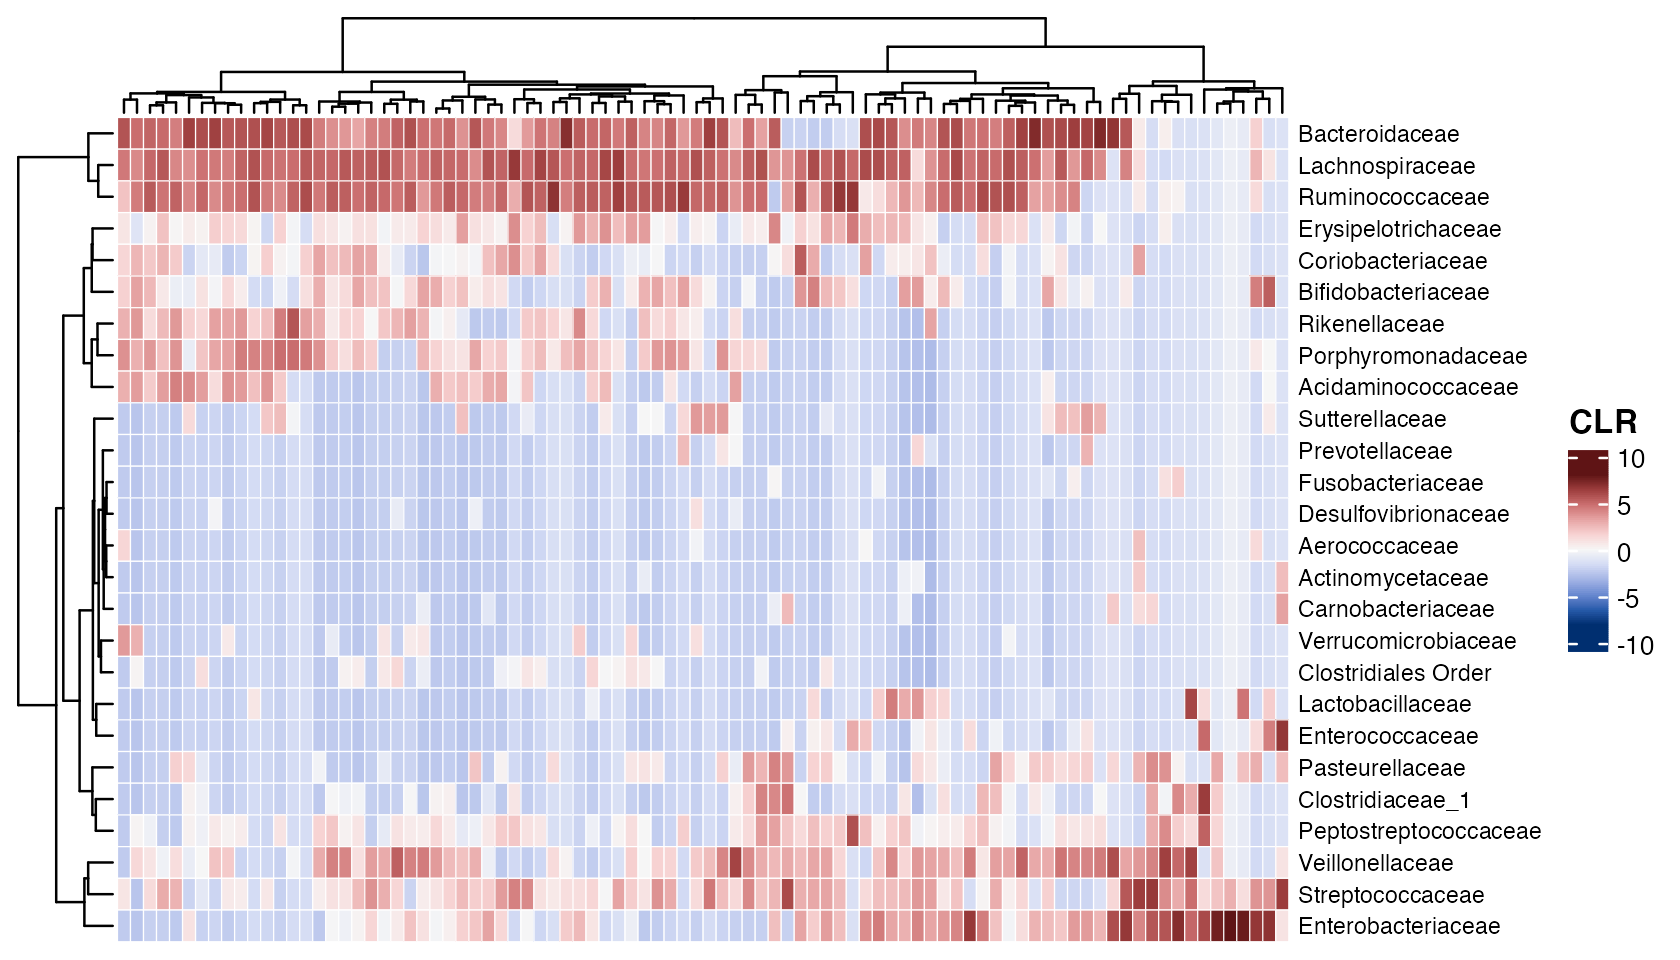 Bacteroidaceae
Lachnospiraceae
Ruminococcaceae
Erysipelotrichaceae
Coriobacteriaceae
Bifidobacteriaceae
Rikenellaceae
Porphyromonadaceae
Acidaminococcaceae
Sutterellaceae
Prevotellaceae
Fusobacteriaceae
Desulfovibrionaceae
Aerococcaceae
Actinomycetaceae
Carnobacteriaceae
Verrucomicrobiaceae
Clostridiales Order
Lactobacillaceae
Enterococcaceae
Pasteurellaceae
Clostridiaceae_1
Peptostreptococcaceae
Veillonellaceae
Streptococcaceae
Enterobacteriaceae
CLR
10
5
0
-5
-10